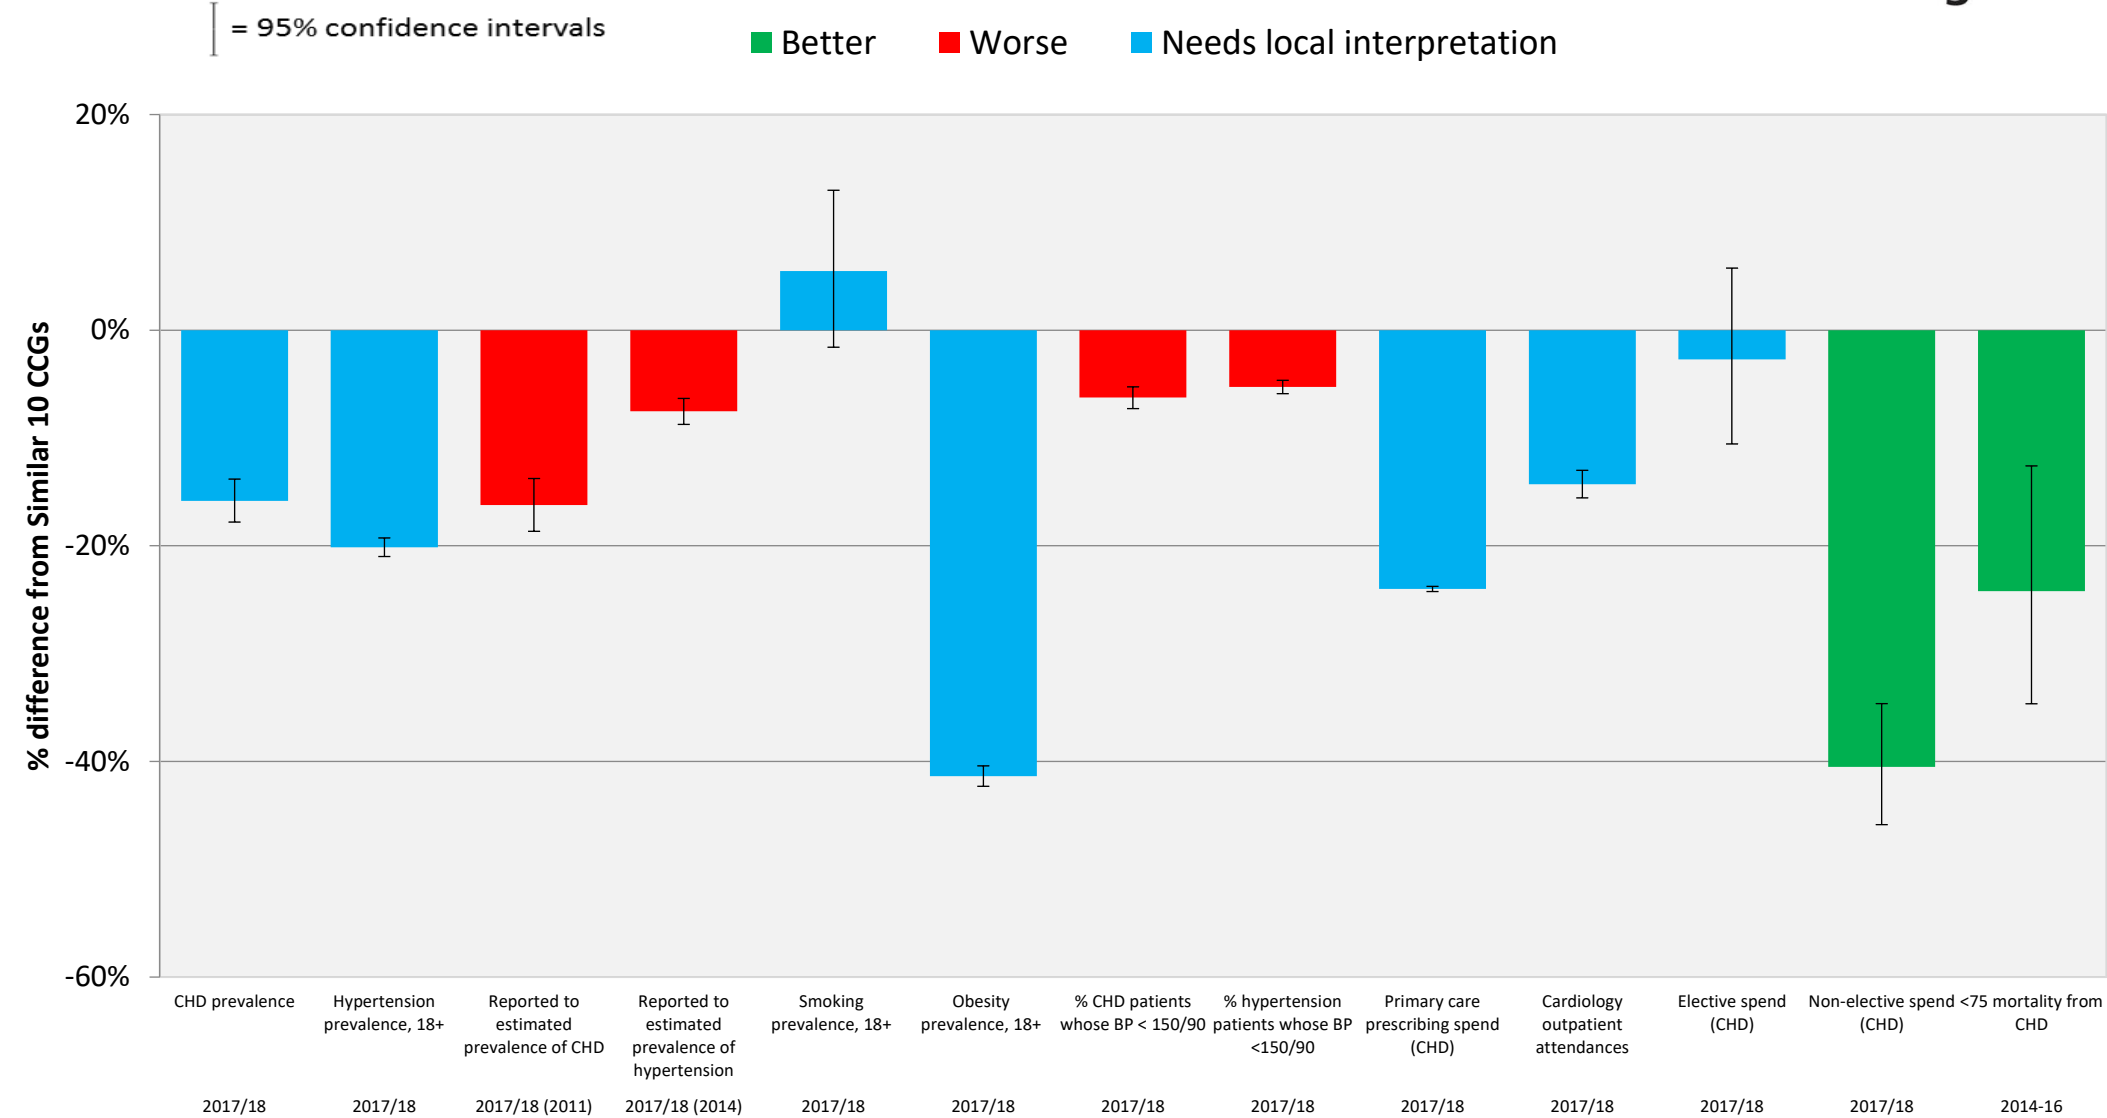 = 95% confidence intervals
Better Worse Needs local interpretation
% difference from Similar 10 CCGs
20%
0%
-20%
-40%
-60%
CHD prevalence
2017/18
Hypertension
prevalence, 18+
2017/18
Reported to
estimated
prevalence of CHD
2017/18 (2011)
Reported to
estimated
prevalence of
hypertension
2017/18 (2014)
Smoking
prevalence, 18+
2017/18
Obesity
prevalence, 18+
2017/18
% CHD patients
whose BP < 150/90
2017/18
% hypertension
patients whose BP
<150/90
2017/18
Primary care
prescribing spend
(CHD)
2017/18
Cardiology
outpatient
attendances
2017/18
Elective spend
(CHD)
2017/18
Non-elective spend
(CHD)
2017/18
<75 mortality from
CHD
2014-16